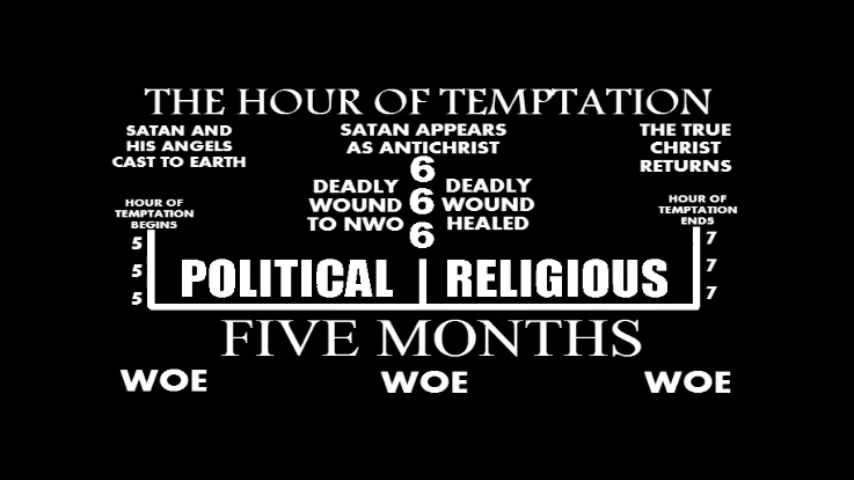 THE HOUR OF TEMPTATION
SATAN AND
HIS ANGELS
CAST TO EARTH
SATAN APPEARS
AS ANTICHRIST
THE TRUE
CHRIST
RETURNS
6
6
6
DEADLY
WOUND
TO NWO
DEADLY
WOUND
HEALED
HOUR OF
TEMPTATION
BEGINS
HOUR OF
TEMPTATION
ENDS
5
5
5
POLITICAL
RELIGIOUS
7
7
7
FIVE MONTHS
WOE
WOE
WOE